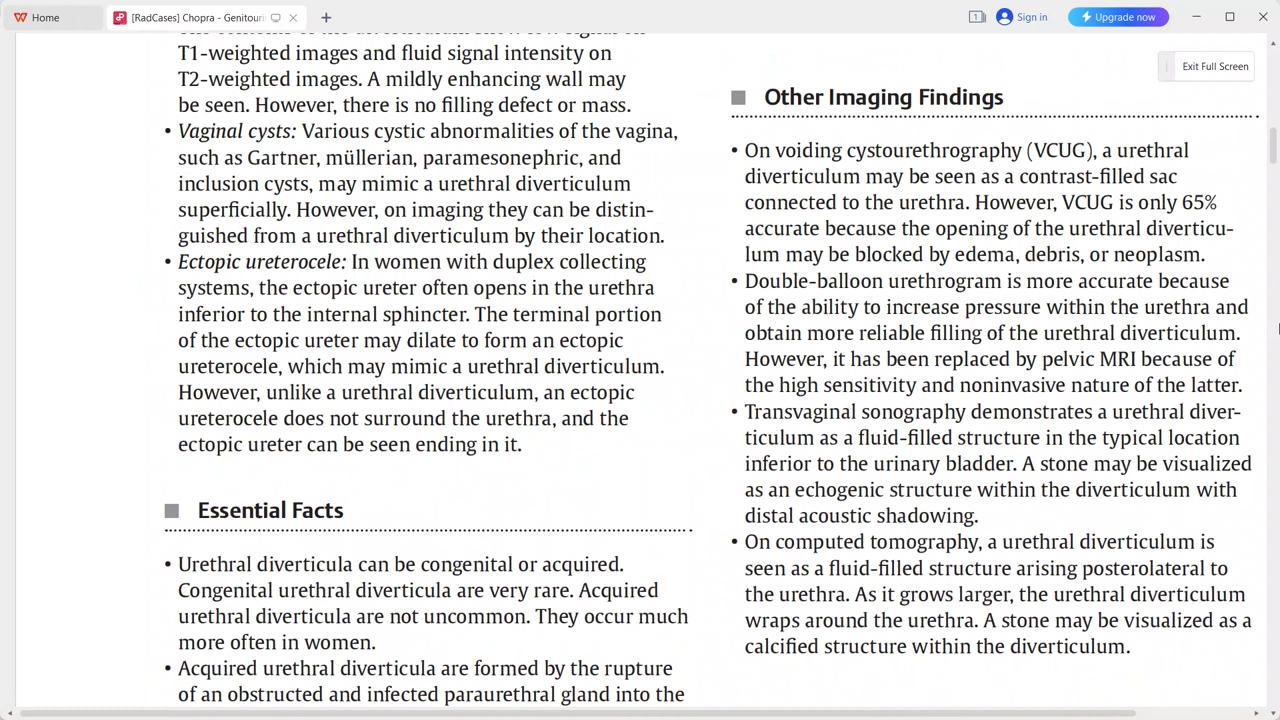 Home
[RadCases] Chopra - Genitouri
Sign in
Upgrade now
Exit Full Screen
T1-weighted images and fluid signal intensity on
T2-weighted images. A mildly enhancing wall may
be seen. However, there is no filling defect or mass.
• Vaginal cysts: Various cystic abnormalities of the vagina,
such as Gartner, müllerian, paramesonephric, and
inclusion cysts, may mimic a urethral diverticulum
superficially. However, on imaging they can be distin-
guished from a urethral diverticulum by their location.
• Ectopic ureterocele: In women with duplex collecting
systems, the ectopic ureter often opens in the urethra
inferior to the internal sphincter. The terminal portion
of the ectopic ureter may dilate to form an ectopic
ureterocele, which may mimic a urethral diverticulum.
However, unlike a urethral diverticulum, an ectopic
ureterocele does not surround the urethra, and the
ectopic ureter can be seen ending in it.
Essential Facts
• Urethral diverticula can be congenital or acquired.
Congenital urethral diverticula are very rare. Acquired
urethral diverticula are not uncommon. They occur much
more often in women.
• Acquired urethral diverticula are formed by the rupture
of an obstructed and infected paraurethral gland into the
Other Imaging Findings
• On voiding cystourethrography (VCUG), a urethral
diverticulum may be seen as a contrast-filled sac
connected to the urethra. However, VCUG is only 65%
accurate because the opening of the urethral diverticu-
lum may be blocked by edema, debris, or neoplasm.
• Double-balloon urethrogram is more accurate because
of the ability to increase pressure within the urethra and
obtain more reliable filling of the urethral diverticulum.
However, it has been replaced by pelvic MRI because of
the high sensitivity and noninvasive nature of the latter.
• Transvaginal sonography demonstrates a urethral diver-
ticulum as a fluid-filled structure in the typical location
inferior to the urinary bladder. A stone may be visualized
as an echogenic structure within the diverticulum with
distal acoustic shadowing.
• On computed tomography, a urethral diverticulum is
seen as a fluid-filled structure arising posterolateral to
the urethra. As it grows larger, the urethral diverticulum
wraps around the urethra. A stone may be visualized as a
calcified structure within the diverticulum.